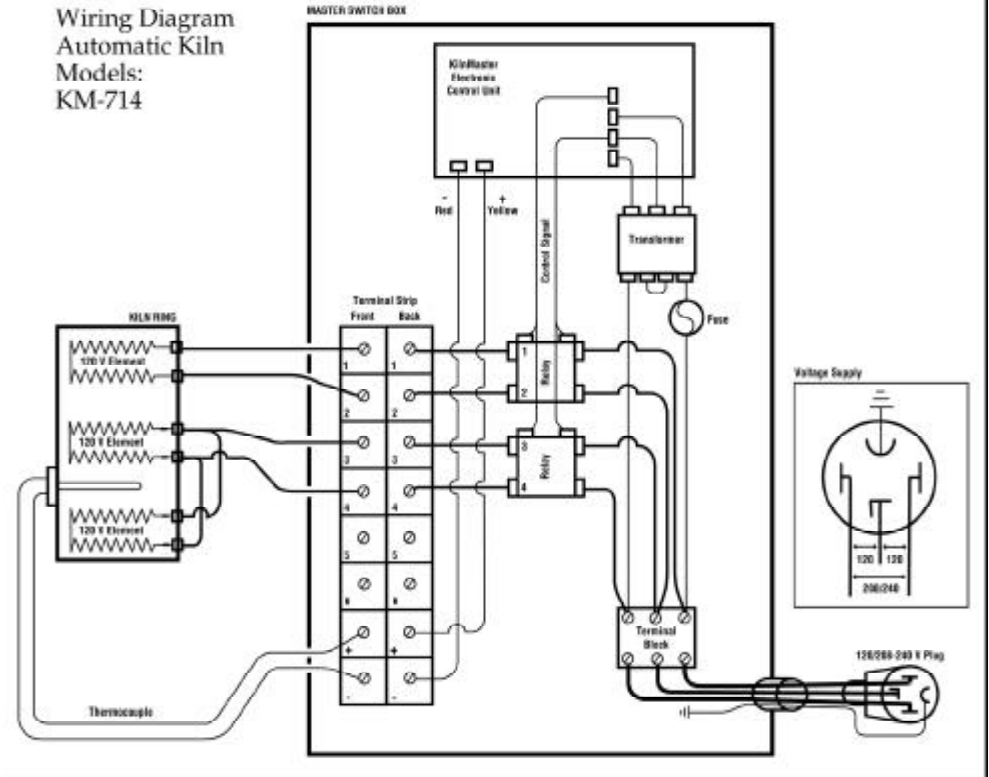 Wiring Diagram
Automatic Kiln
Models:
KM-714
MASTER SWITCH BOX
KilnMaster
Electronic
Control Unit
-
Red
+
Yellow
Control Signal
Transformer
Fuse
Terminal Strip
Front Back
KILN RING
120 V Element
120 V Element
120 V Element
1 1
2 2
3 3
4 4
5 5
+ +
- -
1
Relay
2
3
Relay
4
Terminal
Block
Thermocouple
Voltage Supply
120 120
208/240
120/208-240 V Plug